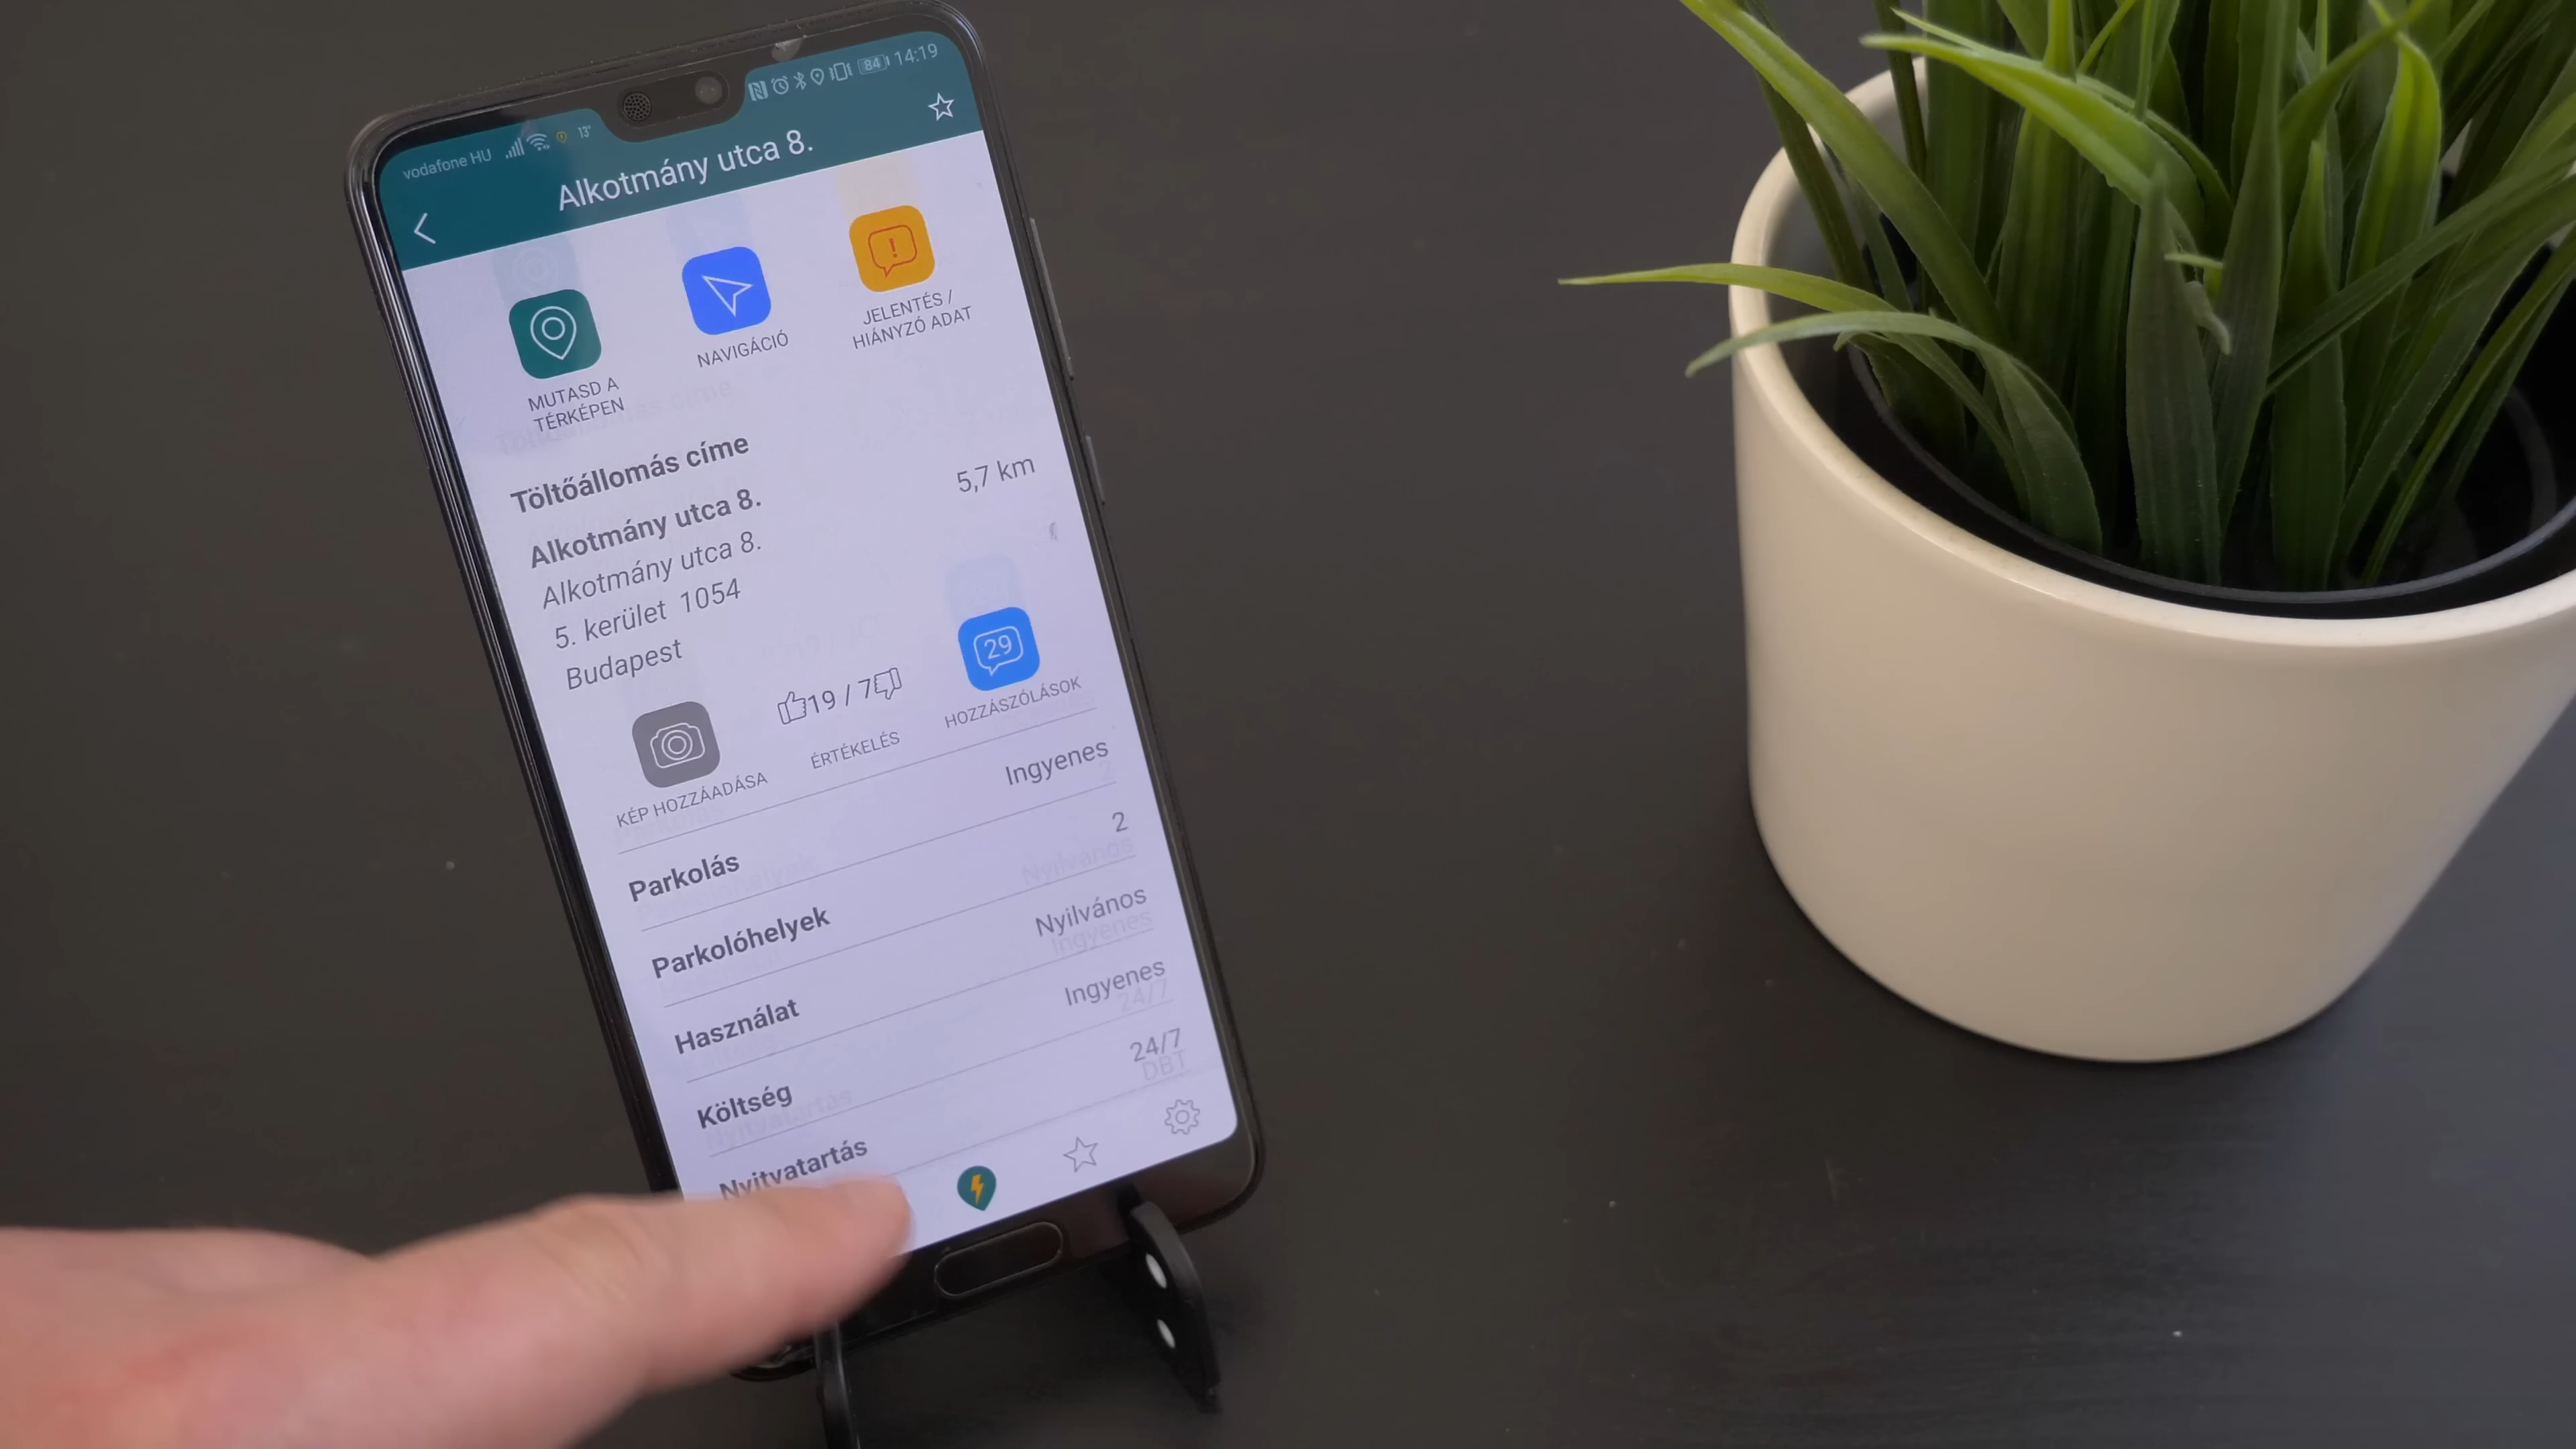 vodafone HU 13° 84 14:19
Alkotmány utca 8.
MUTASD A
TÉRKÉPEN
NAVIGÁCIÓ
JELENTÉS /
HIÁNYZÓ ADAT
Töltőállomás címe
Alkotmány utca 8.
5,7 km
Alkotmány utca 8.
5. kerület 1054
Budapest
KÉP HOZZÁADÁSA
19 / 7
ÉRTÉKELÉS
29
HOZZÁSZÓLÁSOK
Parkolás Ingyenes
Parkolóhelyek 2
Használat Nyilvános
Költség Ingyenes
Nyitvatartás 24/7